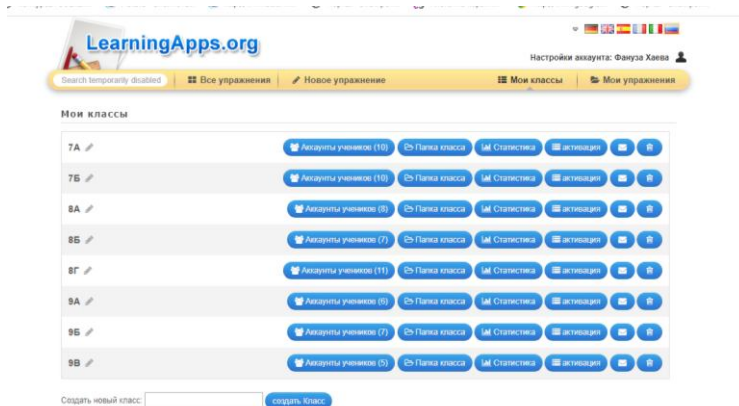 LearningApps.org
Настройки аккаунта: Фануза Хаева
Search temporarily disabled Все упражнения Новое упражнение Мои классы Мои упражнения
Мои классы
7А Аккаунты учеников (10) Папка класса Статистика активация
7Б Аккаунты учеников (10) Папка класса Статистика активация
8А Аккаунты учеников (8) Папка класса Статистика активация
8Б Аккаунты учеников (7) Папка класса Статистика активация
8Г Аккаунты учеников (11) Папка класса Статистика активация
9А Аккаунты учеников (6) Папка класса Статистика активация
9Б Аккаунты учеников (7) Папка класса Статистика активация
9В Аккаунты учеников (5) Папка класса Статистика активация
Создать новый класс: создать Класс